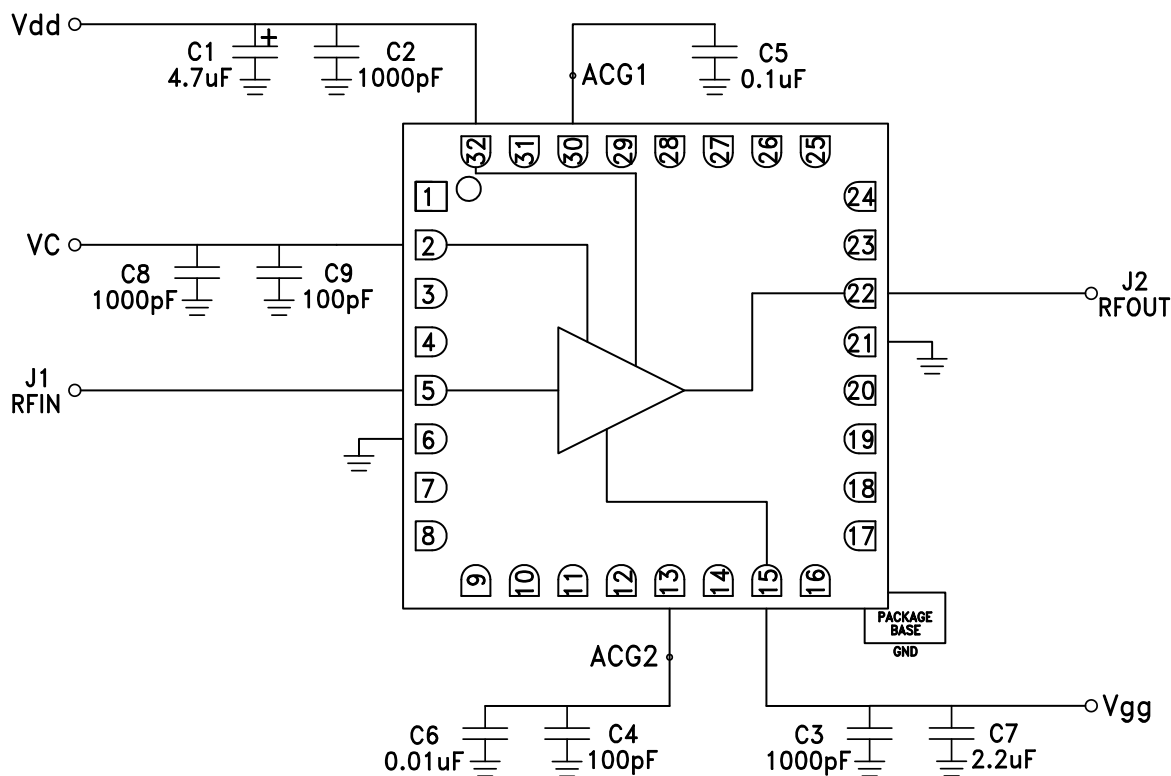 Vdd
C1
4.7uF
+
C2
1000pF
ACG1
C5
0.1uF
32
31
30
29
28
27
26
25
1
2
3
4
5
6
7
8
24
23
22
21
20
19
18
17
VC
C8
1000pF
C9
100pF
J1
RFIN
J2
RFOUT
9
10
11
12
13
14
15
16
PACKAGE
BASE
GND
ACG2
C6
0.01uF
C4
100pF
C3
1000pF
C7
2.2uF
Vgg